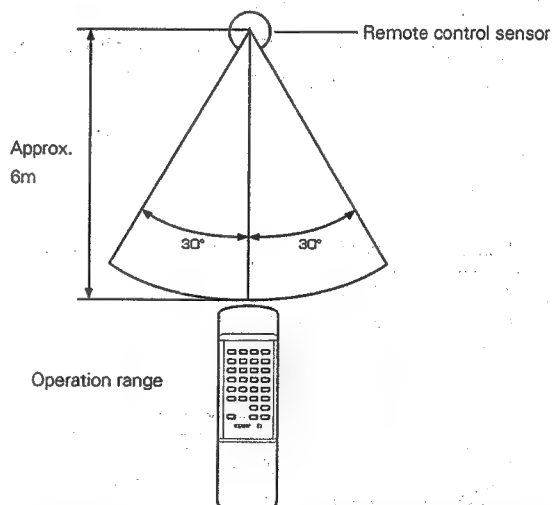 Remote control sensor
Approx.
6m
30° 30°
Operation range